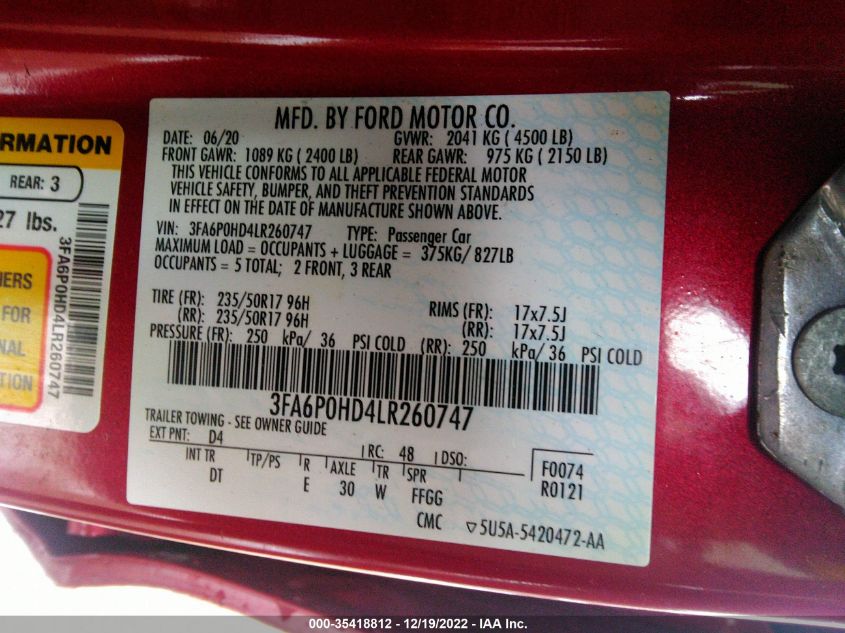 MFD. BY FORD MOTOR CO.
DATE: 06/20 GVWR: 2041 KG (4500 LB)
FRONT GAWR: 1089 KG (2400 LB) REAR GAWR: 975 KG (2150 LB)
THIS VEHICLE CONFORMS TO ALL APPLICABLE FEDERAL MOTOR
VEHICLE SAFETY, BUMPER, AND THEFT PREVENTION STANDARDS
IN EFFECT ON THE DATE OF MANUFACTURE SHOWN ABOVE.
VIN: 3FA6P0HD4LR260747 TYPE: Passenger Car
MAXIMUM LOAD = OCCUPANTS + LUGGAGE = 375KG/ 827LB
OCCUPANTS = 5 TOTAL; 2 FRONT, 3 REAR
TIRE (FR): 235/50R17 96H RIMS (FR): 17x7.5J
(RR): 235/50R17 96H (RR): 17x7.5J
PRESSURE (FR): 250 kPa/ 36 PSI COLD (RR): 250 kPa/ 36 PSI COLD
3FA6P0HD4LR260747
TRAILER TOWING - SEE OWNER GUIDE
EXT PNT: D4 RC: 48 DSO:
INT TR TP/PS R AXLE TR SPR F0074
DT E 30 W FFGG R0121
CMC ▽5U5A-5420472-AA
ORMATION
REAR: 3
27 lbs.
3FA6P0HD4LR260747
IERS
FOR
NAL
TION
000-35418812 - 12/19/2022 - IAA Inc.